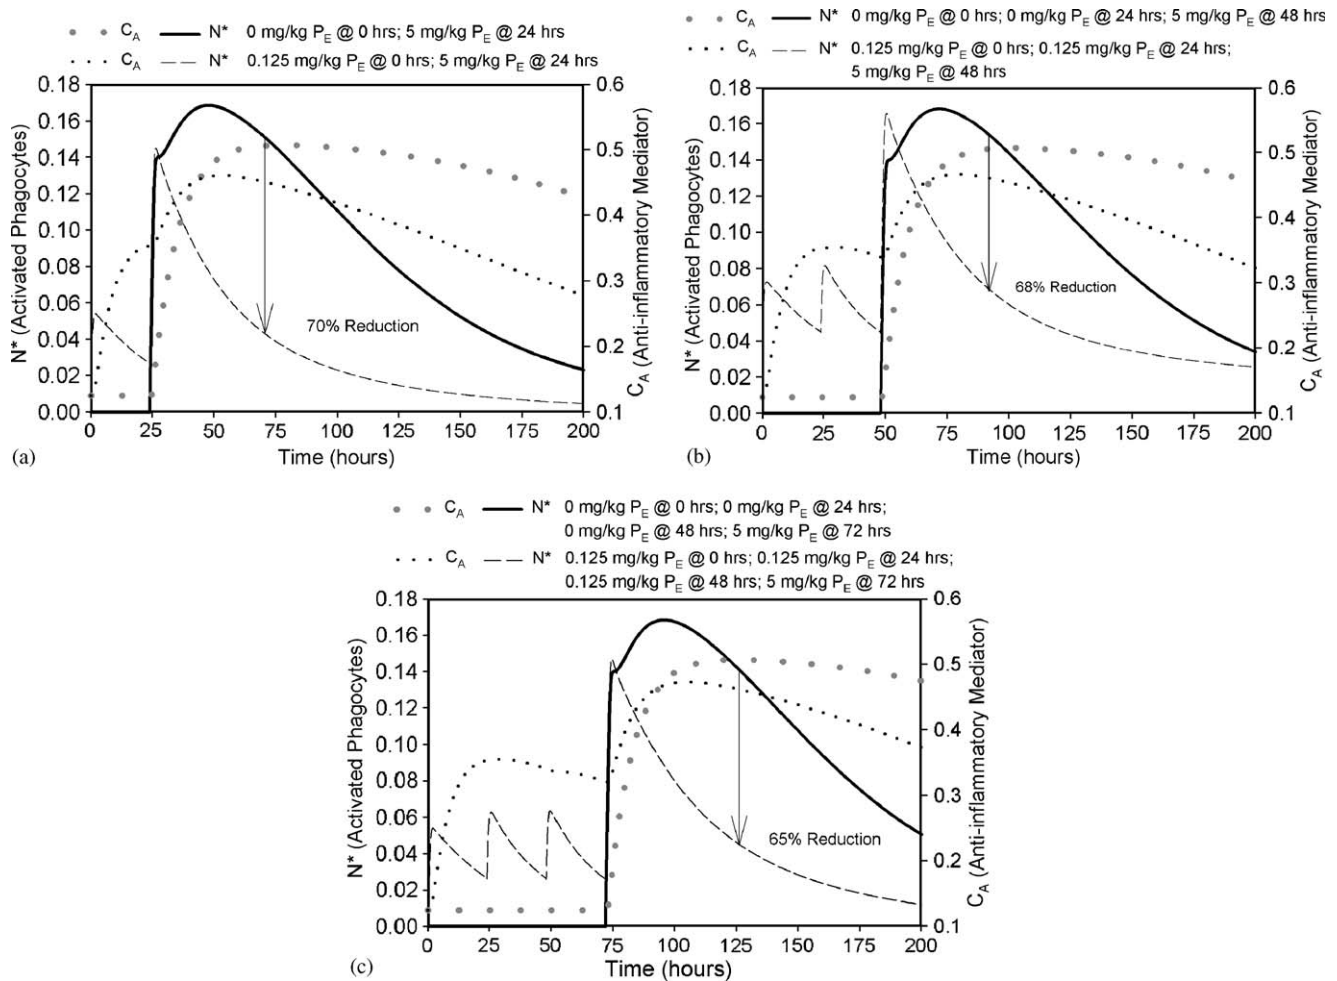 C_A N* 0 mg/kg P_E @ 0 hrs; 5 mg/kg P_E @ 24 hrs
C_A N* 0.125 mg/kg P_E @ 0 hrs; 5 mg/kg P_E @ 24 hrs
0.18
0.16
0.14
0.12
0.10
0.08
0.06
0.04
0.02
0.00
N* (Activated Phagocytes)
0.6
0.5
0.4
0.3
0.2
0.1
C_A (Anti-inflammatory Mediator)
70% Reduction
0 25 50 75 100 125 150 175 200
Time (hours)
(a)
C_A N* 0 mg/kg P_E @ 0 hrs; 0 mg/kg P_E @ 24 hrs; 5 mg/kg P_E @ 48 hrs
C_A N* 0.125 mg/kg P_E @ 0 hrs; 0.125 mg/kg P_E @ 24 hrs;
5 mg/kg P_E @ 48 hrs
0.18
0.16
0.14
0.12
0.10
0.08
0.06
0.04
0.02
0.00
N* (Activated Phagocytes)
0.6
0.5
0.4
0.3
0.2
0.1
C_A (Anti-inflammatory Mediator)
68% Reduction
0 25 50 75 100 125 150 175 200
Time (hours)
(b)
C_A N* 0 mg/kg P_E @ 0 hrs; 0 mg/kg P_E @ 24 hrs;
0 mg/kg P_E @ 48 hrs; 5 mg/kg P_E @ 72 hrs
C_A N* 0.125 mg/kg P_E @ 0 hrs; 0.125 mg/kg P_E @ 24 hrs;
0.125 mg/kg P_E @ 48 hrs; 5 mg/kg P_E @ 72 hrs
0.18
0.16
0.14
0.12
0.10
0.08
0.06
0.04
0.02
0.00
N* (Activated Phagocytes)
0.6
0.5
0.4
0.3
0.2
0.1
C_A (Anti-inflammatory Mediator)
65% Reduction
0 25 50 75 100 125 150 175 200
Time (hours)
(c)